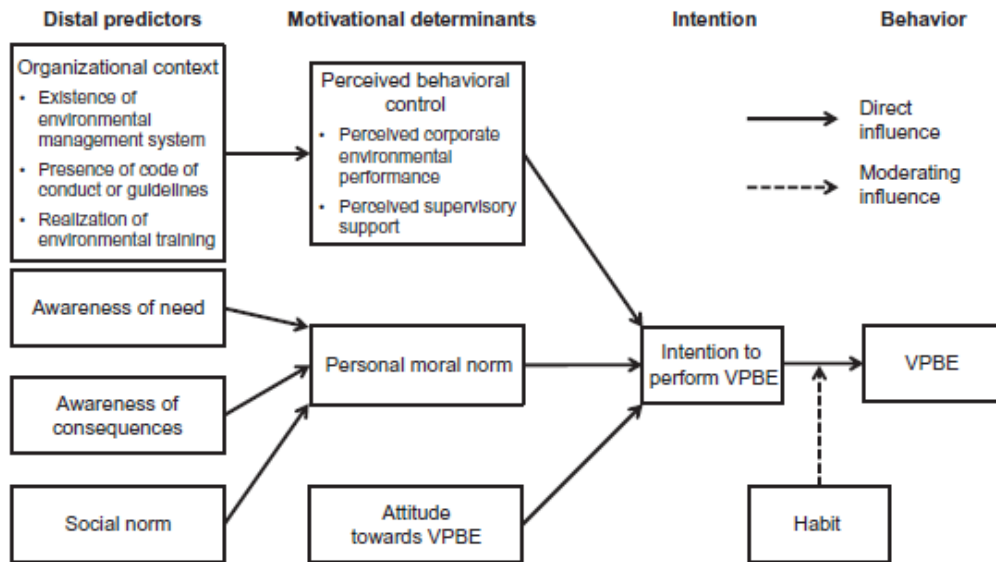 Distal predictors
Motivational determinants
Intention
Behavior
Organizational context
• Existence of
environmental
management system
• Presence of code of
conduct or guidelines
• Realization of
environmental training
Perceived behavioral
control
• Perceived corporate
environmental
performance
• Perceived supervisory
support
Direct
influence
Moderating
influence
Awareness of need
Personal moral norm
Intention to
perform VPBE
VPBE
Awareness of
consequences
Social norm
Attitude
towards VPBE
Habit